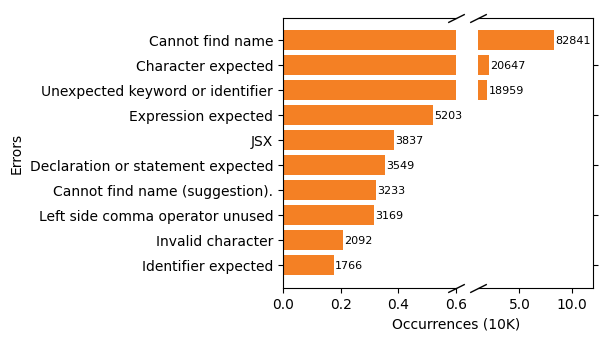 Errors
Cannot find name 82841
Character expected 20647
Unexpected keyword or identifier 18959
Expression expected 5203
JSX 3837
Declaration or statement expected 3549
Cannot find name (suggestion). 3233
Left side comma operator unused 3169
Invalid character 2092
Identifier expected 1766
0.0 0.2 0.4 0.6 5.0 10.0
Occurrences (10K)